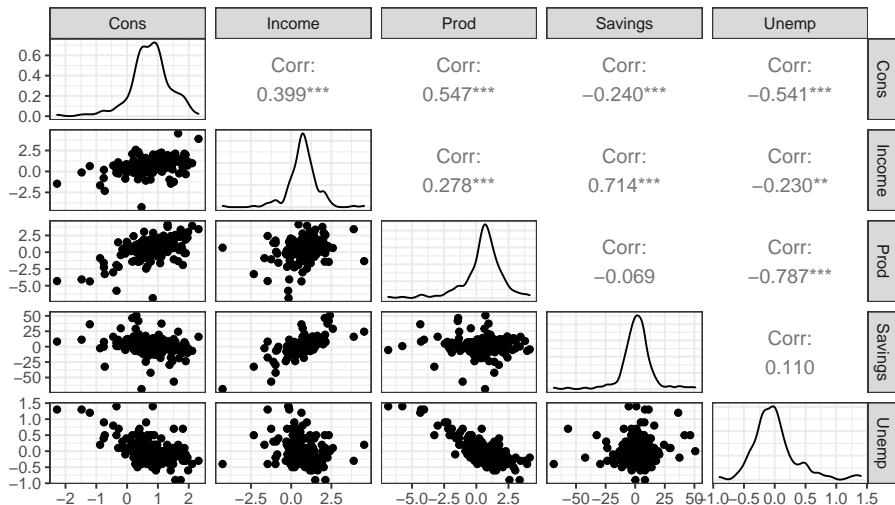 Cons Income Prod Savings Unemp
Corr: Corr: Corr: Corr:
0.399*** 0.547*** −0.240*** −0.541***
Cons
0.6
0.4
0.2
0.0
Corr: Corr: Corr:
0.278*** 0.714*** −0.230**
Income
2.5
0.0
−2.5
Corr: Corr:
−0.069 −0.787***
Prod
2.5
0.0
−2.5
−5.0
Corr:
0.110
Savings
50
25
0
−25
−50
Unemp
1.5
1.0
0.5
0.0
−0.5
−1.0
−2 −1 0 1 2 −2.5 0.0 2.5 −5.0 −2.5 0.0 2.5 −50 −25 0 25 50 −1.0 −0.5 0.0 0.5 1.0 1.5